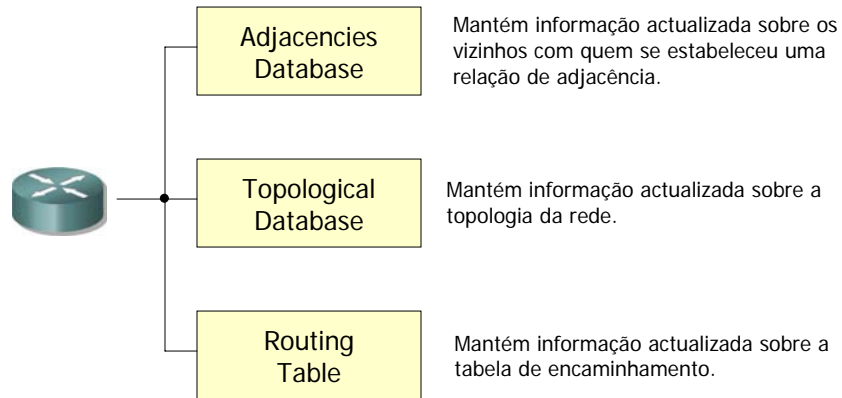 Adjacencies
Database
Mantém informação actualizada sobre os
vizinhos com quem se estabeleceu uma
relação de adjacência.
Topological
Database
Mantém informação actualizada sobre a
topologia da rede.
Routing
Table
Mantém informação actualizada sobre a
tabela de encaminhamento.